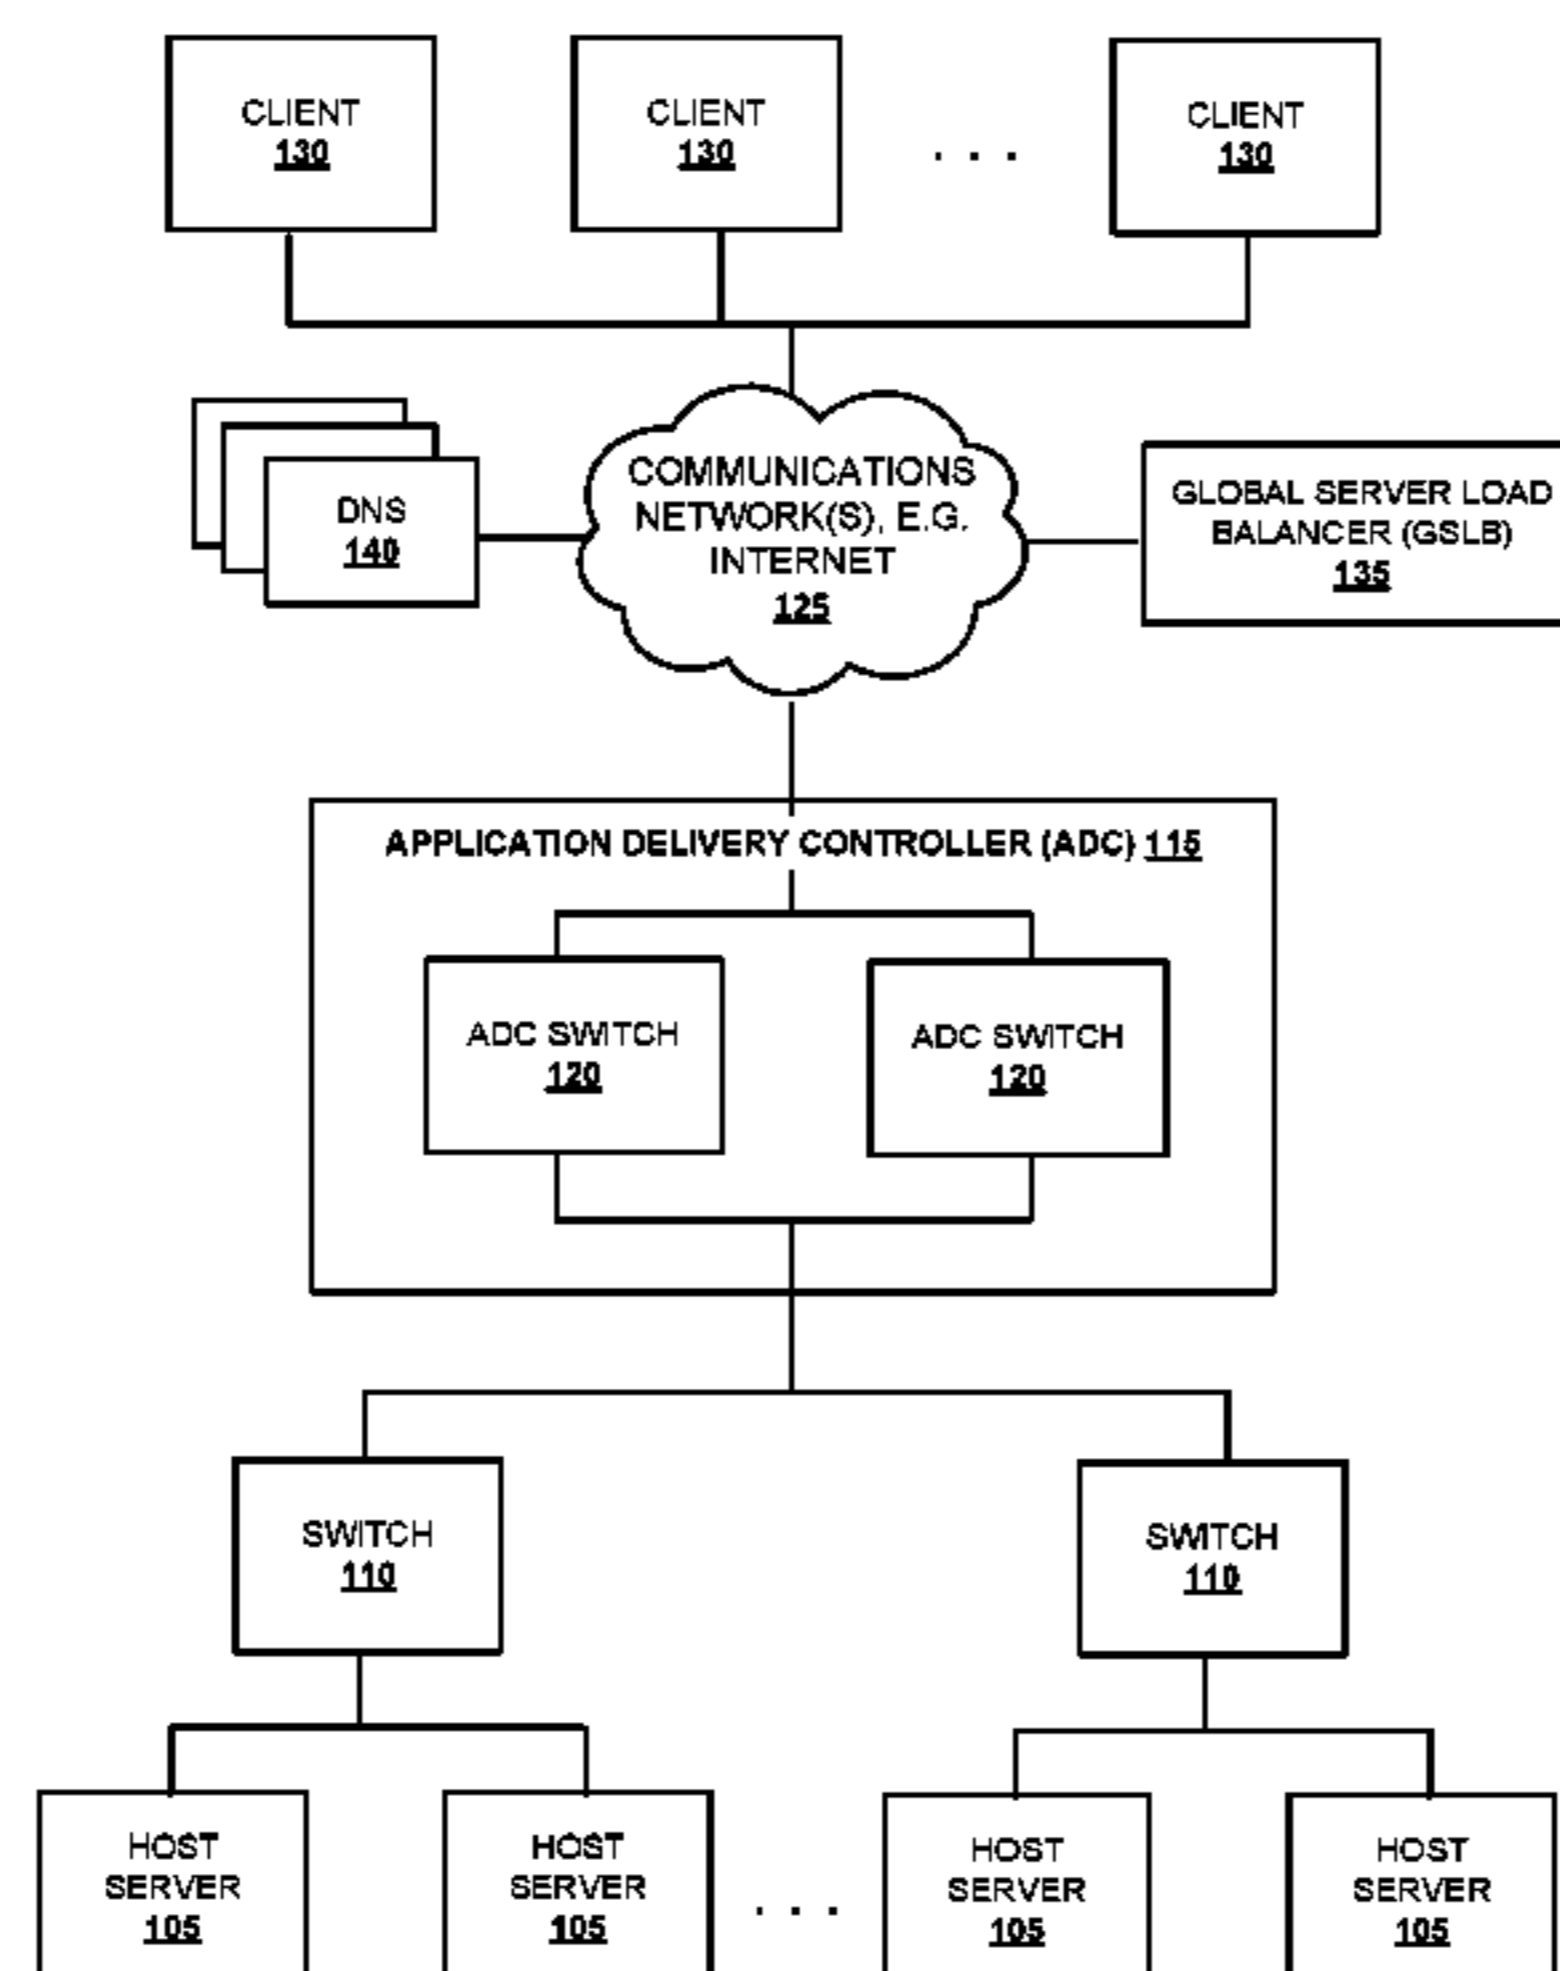 CLIENT
130
CLIENT
130
. . .
CLIENT
130
DNS
140
COMMUNICATIONS
NETWORK(S), E.G.
INTERNET
125
GLOBAL SERVER LOAD
BALANCER (GSLB)
135
APPLICATION DELIVERY CONTROLLER (ADC) 115
ADC SWITCH
120
ADC SWITCH
120
SWITCH
110
SWITCH
110
HOST
SERVER
105
HOST
SERVER
105
. . .
HOST
SERVER
105
HOST
SERVER
105